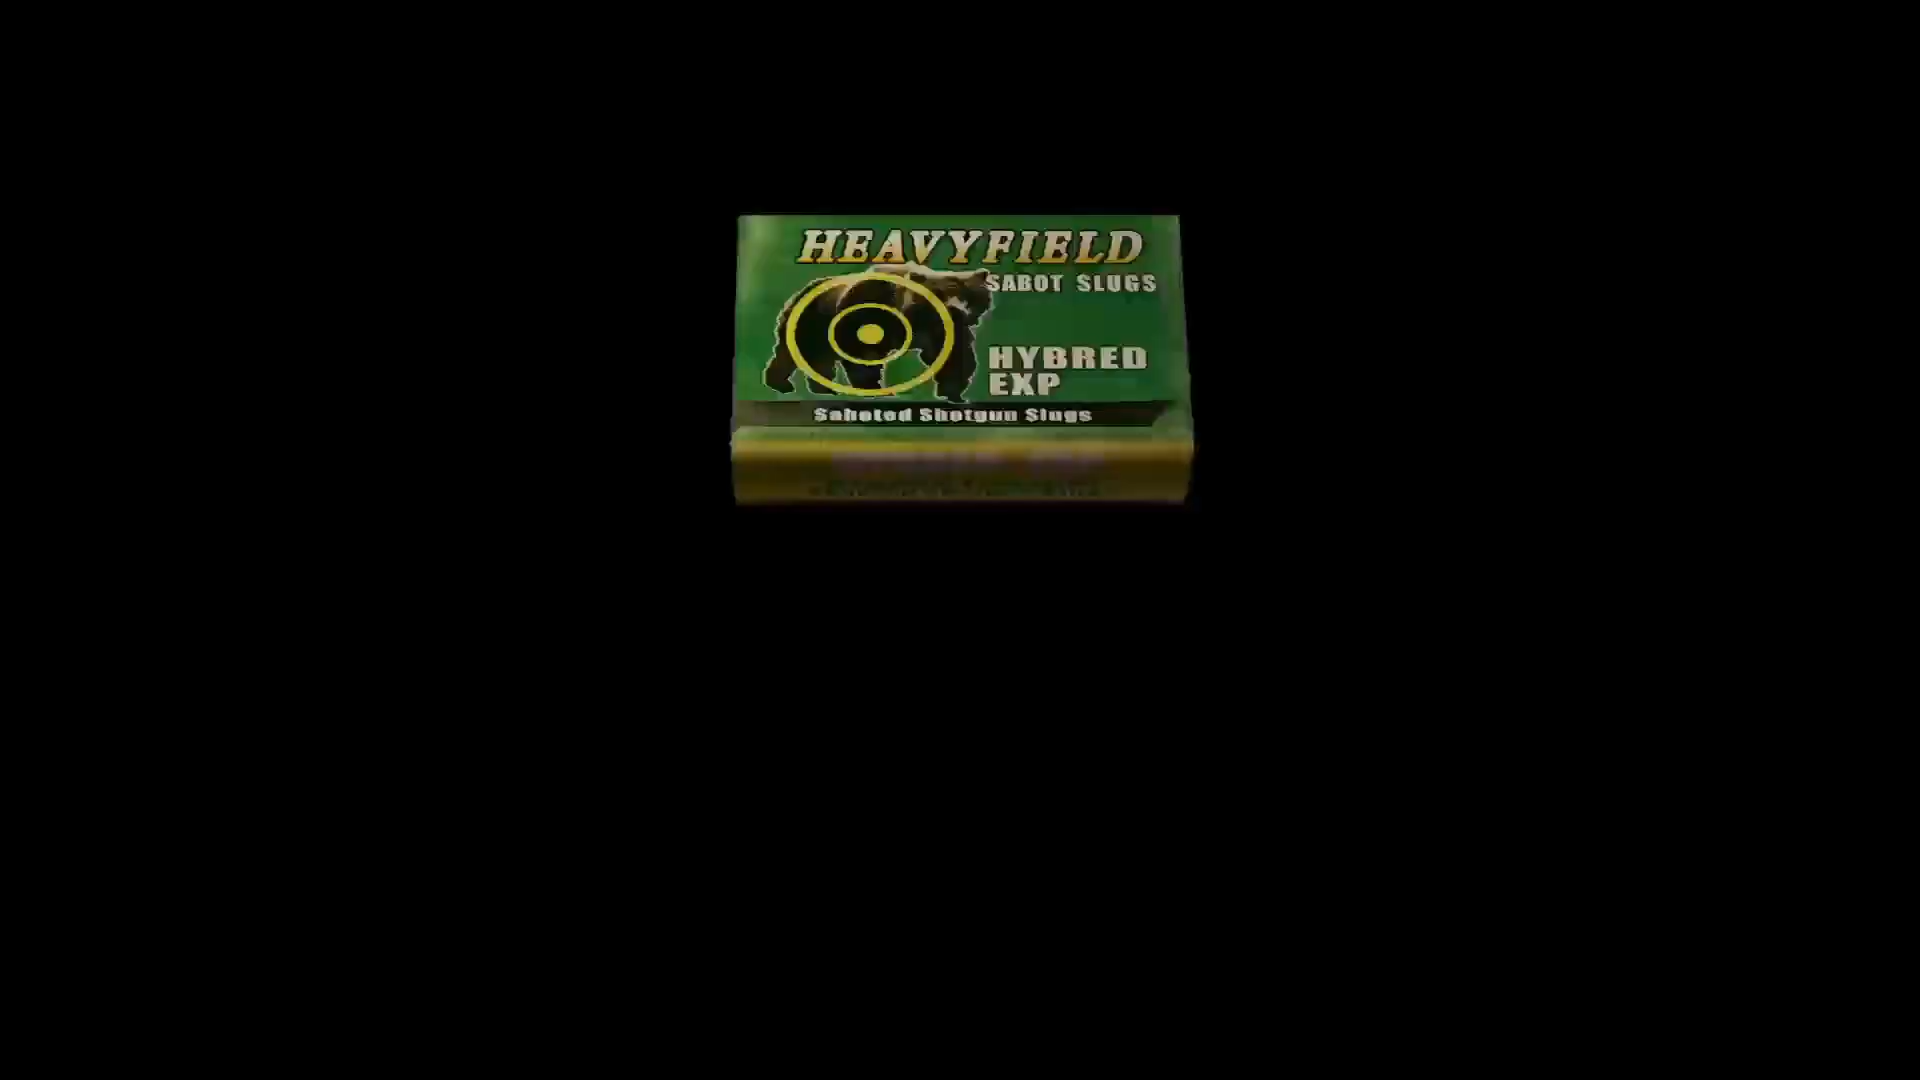 HEAVYFIELD
SABOT SLUGS
HYBRED
EXP
Saboted Shotgun Slugs